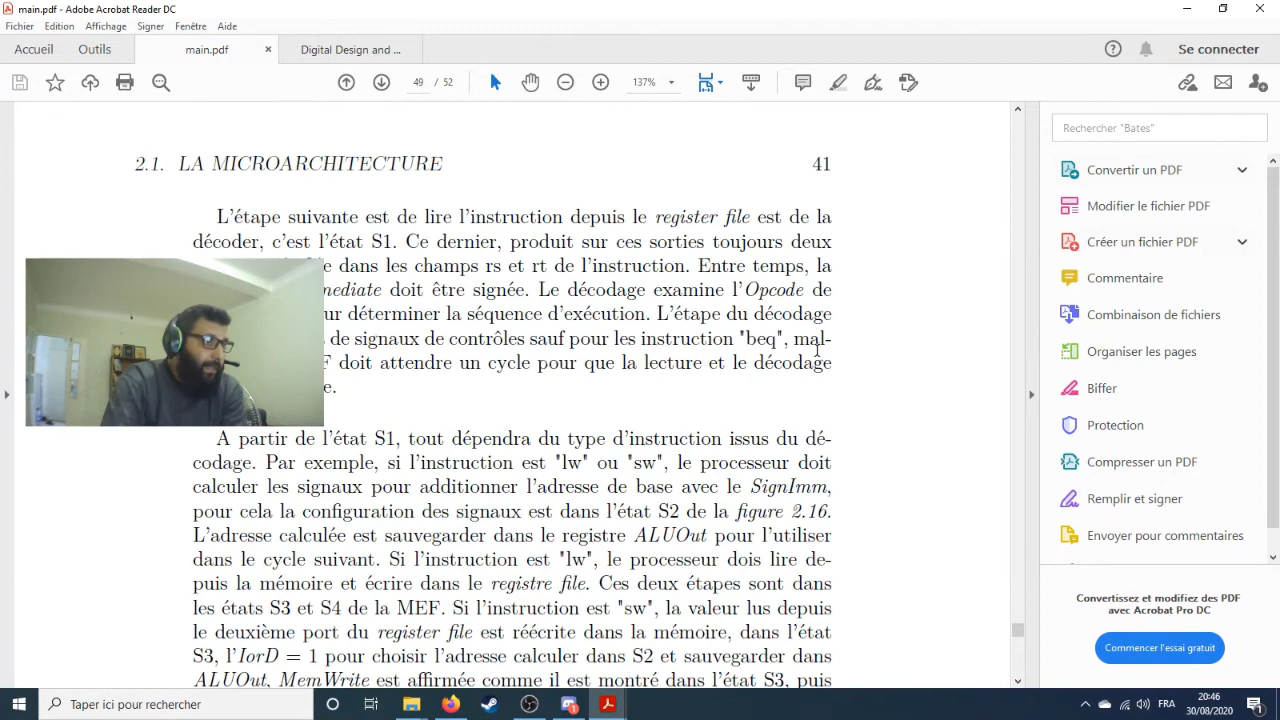 main.pdf - Adobe Acrobat Reader DC
Fichier Edition Affichage Signer Fenêtre Aide
Accueil Outils main.pdf × Digital Design and ... Se connecter
49 / 52 137%
2.1. LA MICROARCHITECTURE 41
L'étape suivante est de lire l'instruction depuis le register file est de la
décoder, c'est l'état S1. Ce dernier, produit sur ces sorties toujours deux
dans les champs rs et rt de l'instruction. Entre temps, la
mediate doit être signée. Le décodage examine l'Opcode de
ur déterminer la séquence d'exécution. L'étape du décodage
de signaux de contrôles sauf pour les instruction "beq", mal-
F doit attendre un cycle pour que la lecture et le décodage
e.
A partir de l'état S1, tout dépendra du type d'instruction issus du dé-
codage. Par exemple, si l'instruction est "lw" ou "sw", le processeur doit
calculer les signaux pour additionner l'adresse de base avec le SignImm,
pour cela la configuration des signaux est dans l'état S2 de la figure 2.16.
L'adresse calculée est sauvegarder dans le registre ALUOut pour l'utiliser
dans le cycle suivant. Si l'instruction est "lw", le processeur dois lire de-
puis la mémoire et écrire dans le registre file. Ces deux étapes sont dans
les états S3 et S4 de la MEF. Si l'instruction est "sw", la valeur lus depuis
le deuxième port du register file est réécrite dans la mémoire, dans l'état
S3, l'IorD = 1 pour choisir l'adresse calculer dans S2 et sauvegarder dans
ALUOut, MemWrite est affirmée comme il est montré dans l'état S3, puis
Rechercher "Bates"
Convertir un PDF
Modifier le fichier PDF
Créer un fichier PDF
Commentaire
Combinaison de fichiers
Organiser les pages
Biffer
Protection
Compresser un PDF
Remplir et signer
Envoyer pour commentaires
Convertissez et modifiez des PDF
avec Acrobat Pro DC
Commencer l'essai gratuit
Taper ici pour rechercher
FRA
20:46
30/08/2020